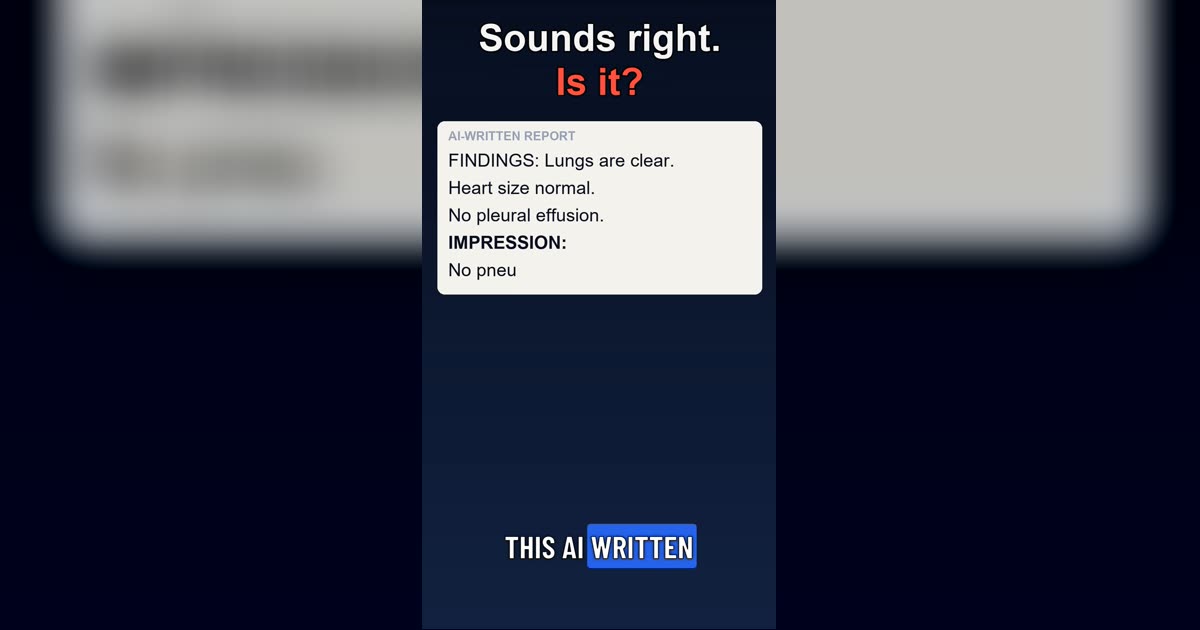 Sounds right.
Is it?
AI-WRITTEN REPORT
FINDINGS: Lungs are clear.
Heart size normal.
No pleural effusion.
IMPRESSION:
No pneu
THIS AI WRITTEN